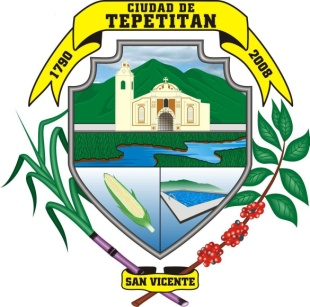 CIUDAD DE
TEPETITAN
1790
2008
SAN VICENTE